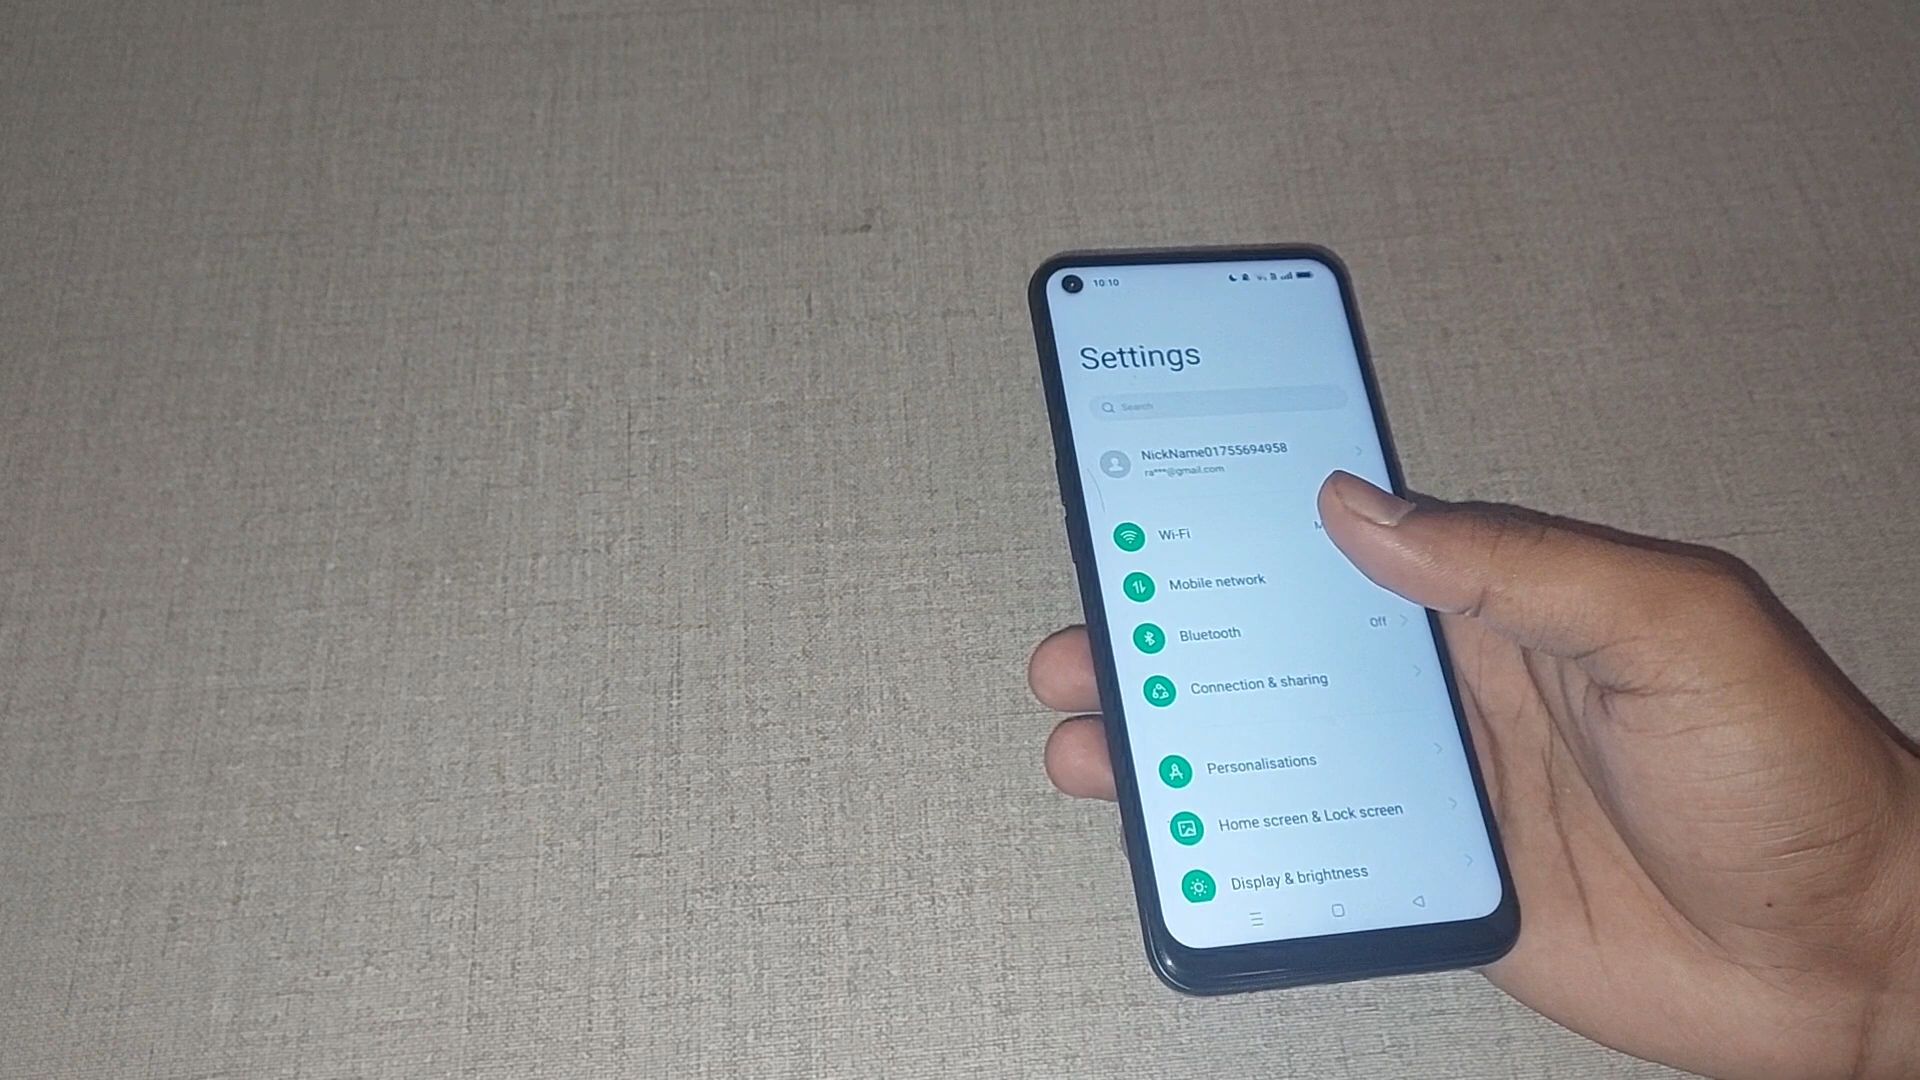 10:10
Settings
Search
NickName01755694958
ra***@gmail.com
Wi-Fi
Mobile network
Bluetooth Off
Connection & sharing
Personalisations
Home screen & Lock screen
Display & brightness